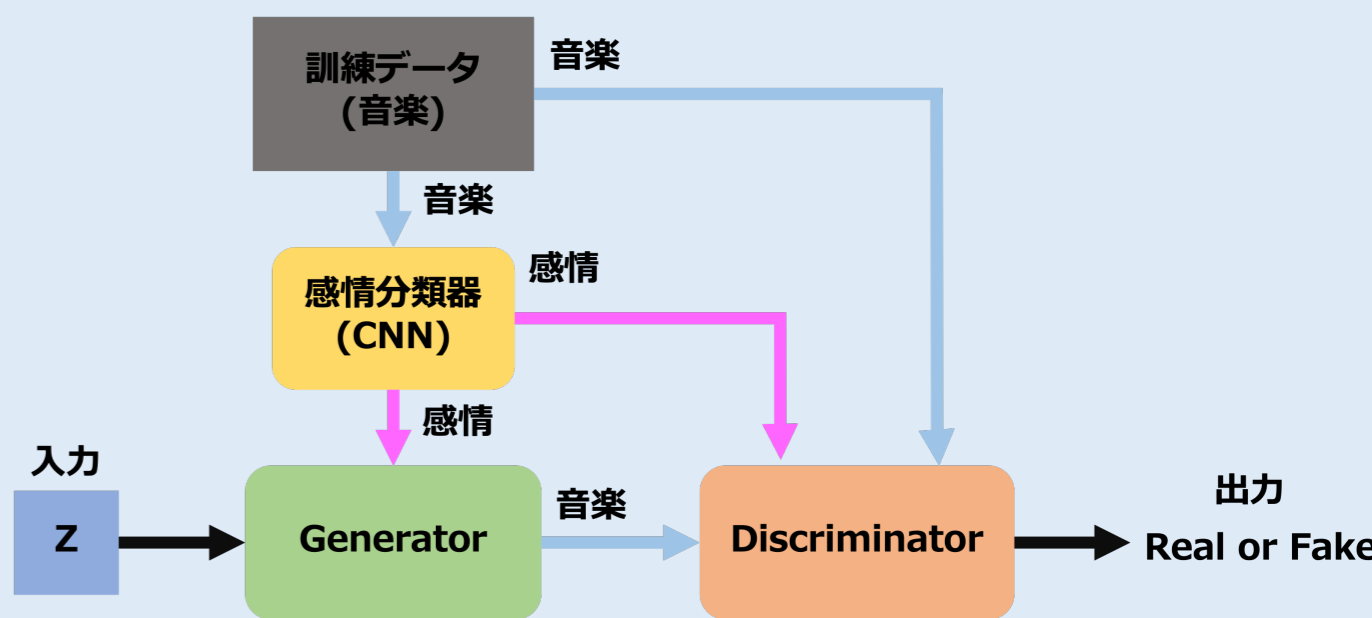 訓練データ
(音楽)
音楽
音楽
感情分類器
(CNN)
感情
感情
入力
Z
Generator
音楽
Discriminator
出力
Real or Fake